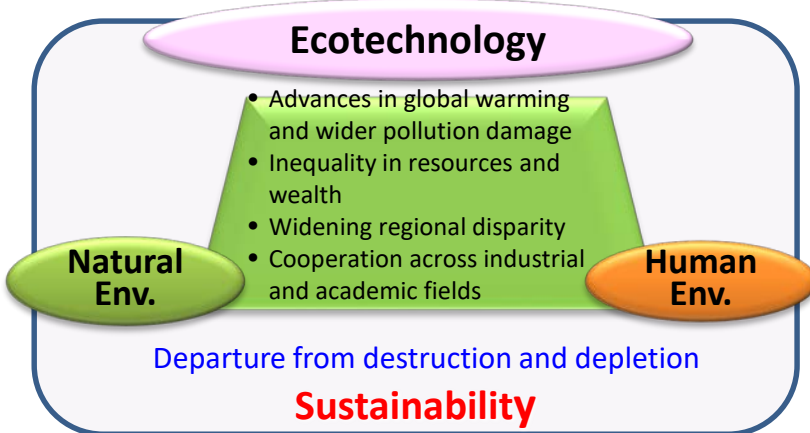 Ecotechnology
• Advances in global warming
and wider pollution damage
• Inequality in resources and
wealth
• Widening regional disparity
• Cooperation across industrial
and academic fields
Natural
Env.
Human
Env.
Departure from destruction and depletion
Sustainability